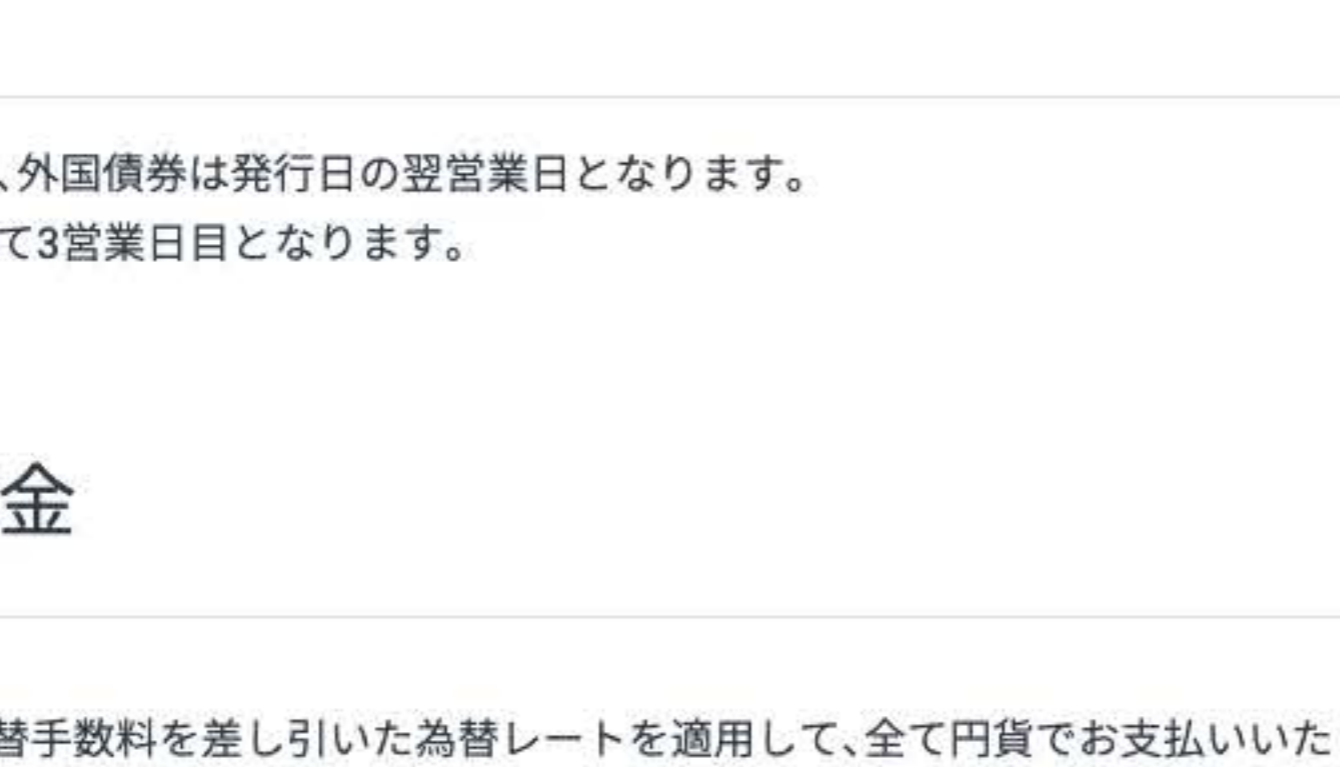 、外国債券は発行日の翌営業日となります。
て3営業日目となります。
金
替手数料を差し引いた為替レートを適用して、全て円貨でお支払いいた